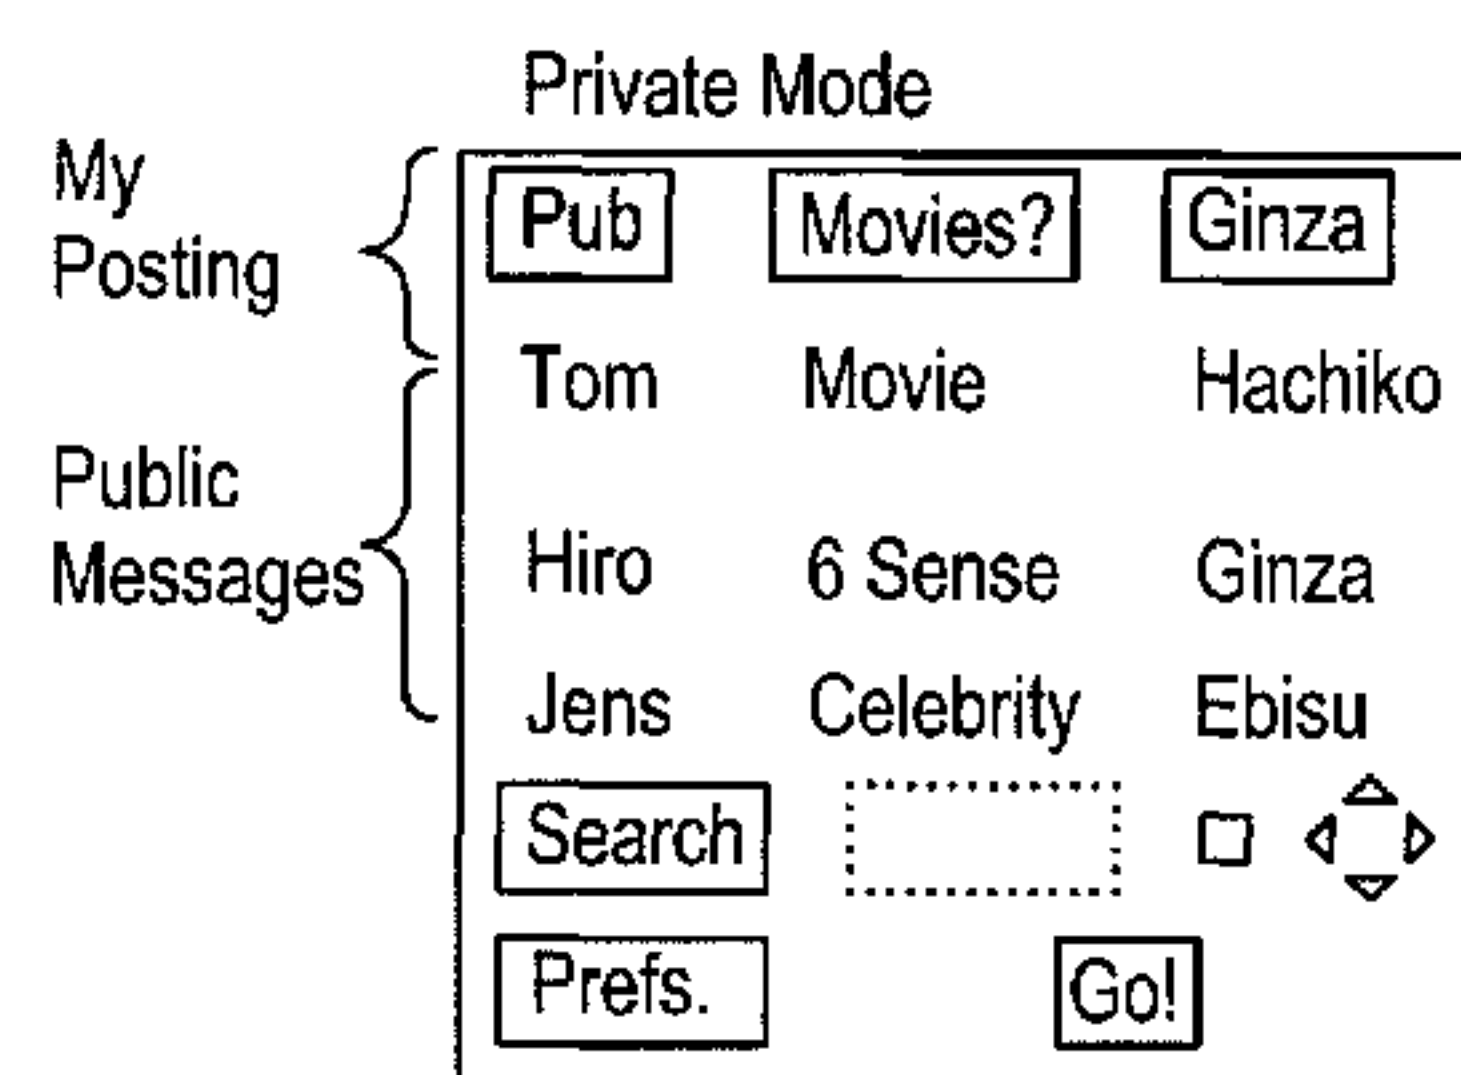 Private Mode
My
Posting
Pub Movies? Ginza
Tom Movie Hachiko
Public
Messages
Hiro 6 Sense Ginza
Jens Celebrity Ebisu
Search
Prefs. Go!